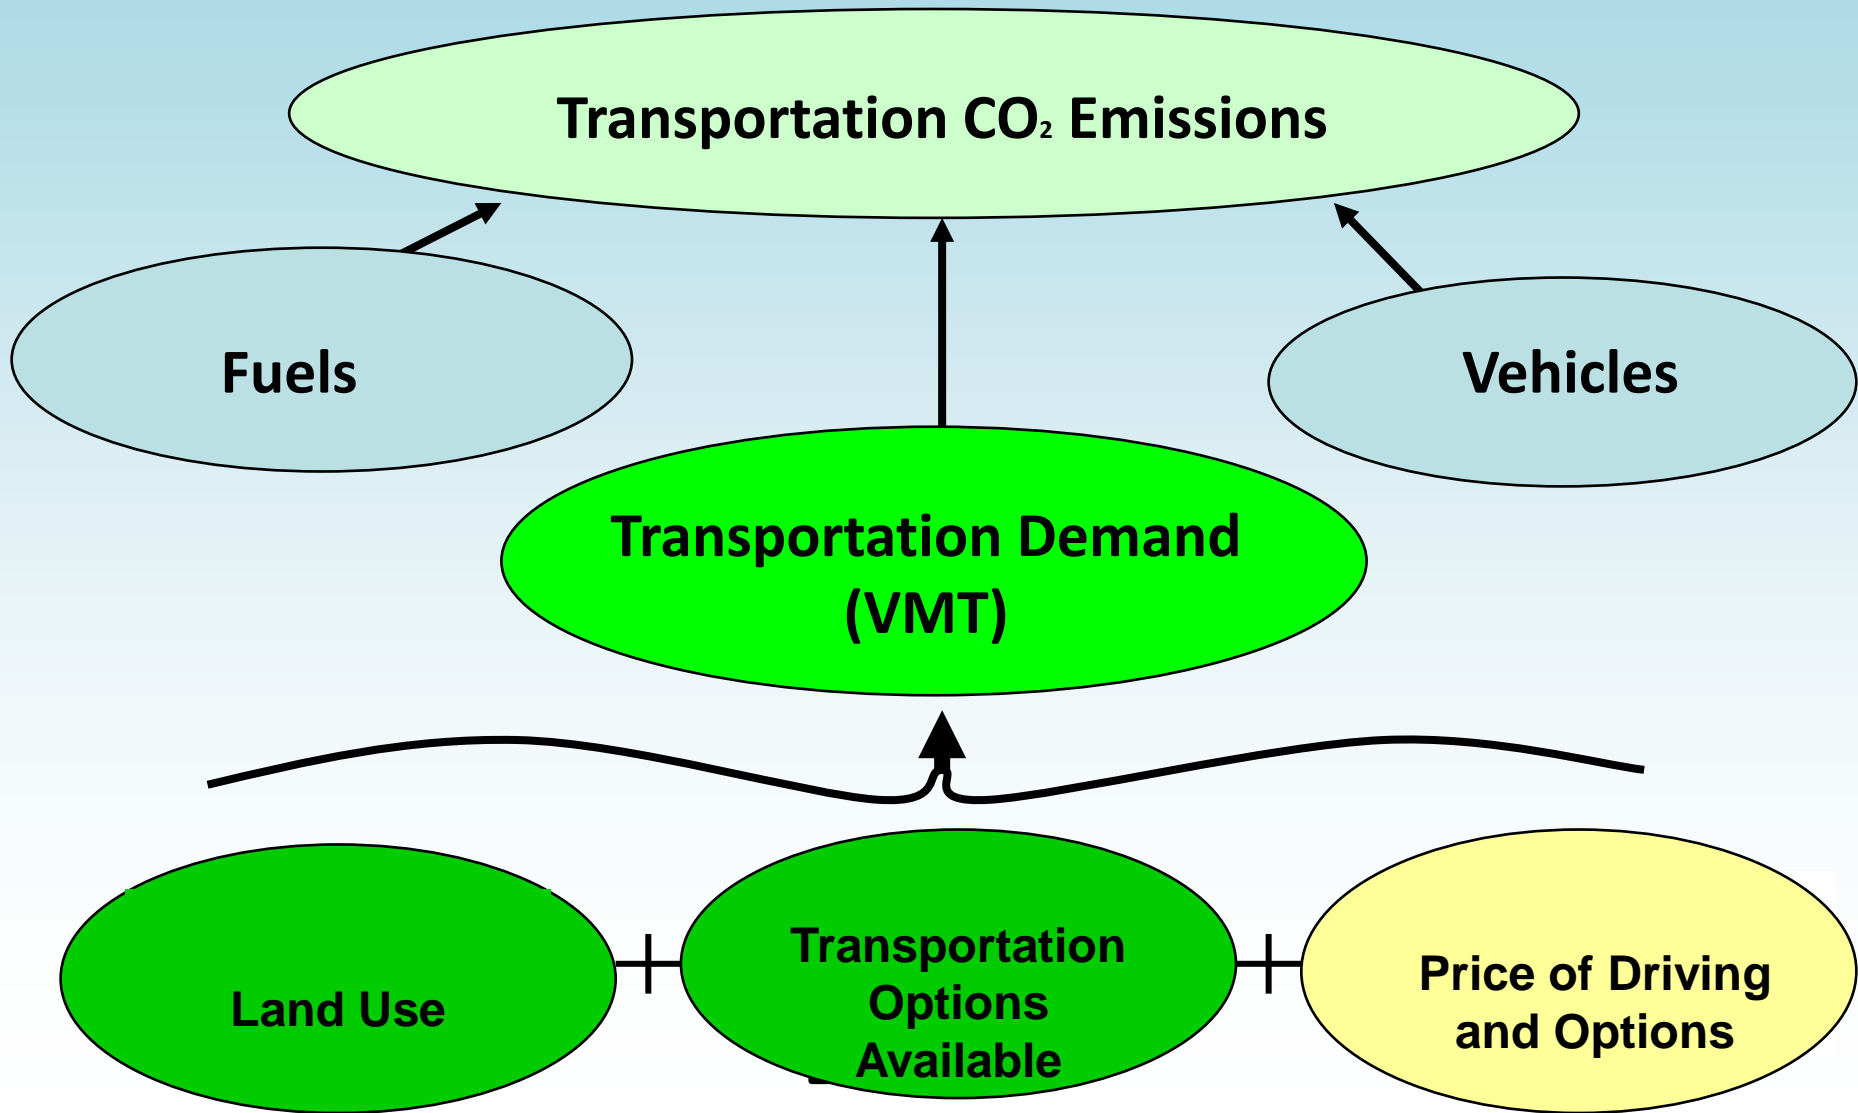 Transportation CO₂ Emissions
Fuels
Vehicles
Transportation Demand
(VMT)
Land Use
Transportation
Options
Available
Price of Driving
and Options